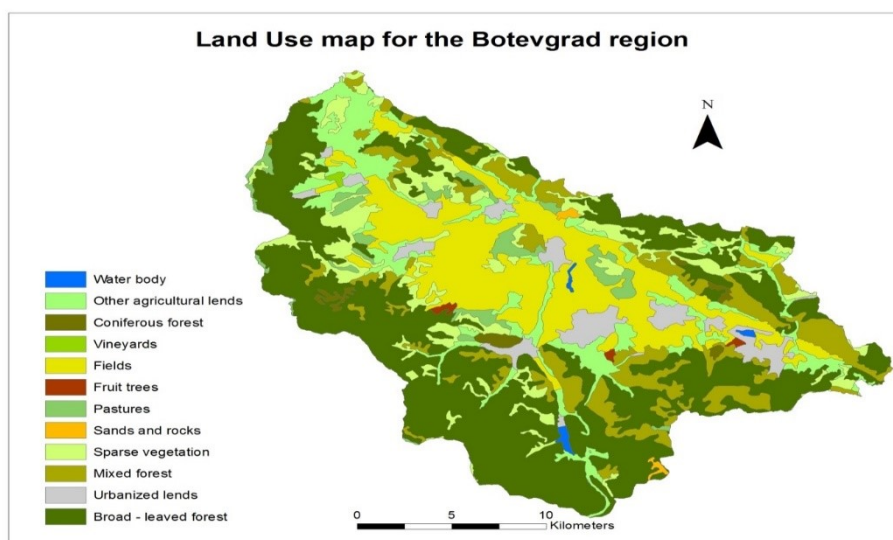 Land Use map for the Botevgrad region
N
Water body
Other agricultural lends
Coniferous forest
Vineyards
Fields
Fruit trees
Pastures
Sands and rocks
Sparse vegetation
Mixed forest
Urbanized lends
Broad - leaved forest
0 5 10
Kilometers